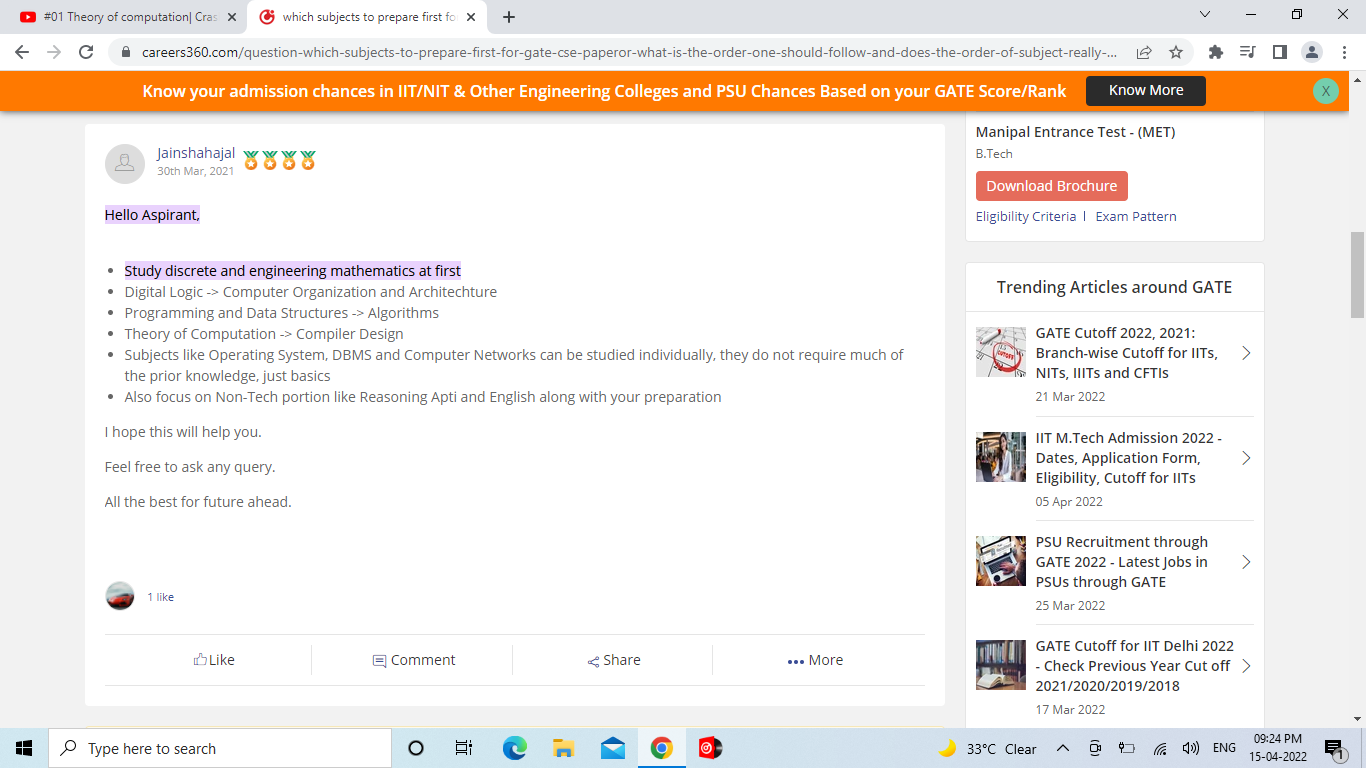 #01 Theory of computation| Cras
which subjects to prepare first fo
careers360.com/question-which-subjects-to-prepare-first-for-gate-cse-paperor-what-is-the-order-one-should-follow-and-does-the-order-of-subject-really-...
Know your admission chances in IIT/NIT & Other Engineering Colleges and PSU Chances Based on your GATE Score/Rank
Know More
X
Jainshahajal
30th Mar, 2021
Hello Aspirant,
Study discrete and engineering mathematics at first
Digital Logic -> Computer Organization and Architechture
Programming and Data Structures -> Algorithms
Theory of Computation -> Compiler Design
Subjects like Operating System, DBMS and Computer Networks can be studied individually, they do not require much of
the prior knowledge, just basics
Also focus on Non-Tech portion like Reasoning Apti and English along with your preparation
I hope this will help you.
Feel free to ask any query.
All the best for future ahead.
1 like
Like
Comment
Share
More
Manipal Entrance Test - (MET)
B.Tech
Download Brochure
Eligibility Criteria | Exam Pattern
Trending Articles around GATE
GATE Cutoff 2022, 2021:
Branch-wise Cutoff for IITs,
NITs, IIITs and CFTIs
21 Mar 2022
IIT M.Tech Admission 2022 -
Dates, Application Form,
Eligibility, Cutoff for IITs
05 Apr 2022
PSU Recruitment through
GATE 2022 - Latest Jobs in
PSUs through GATE
25 Mar 2022
GATE Cutoff for IIT Delhi 2022
- Check Previous Year Cut off
2021/2020/2019/2018
17 Mar 2022
Type here to search
33°C Clear
ENG
09:24 PM
15-04-2022
1